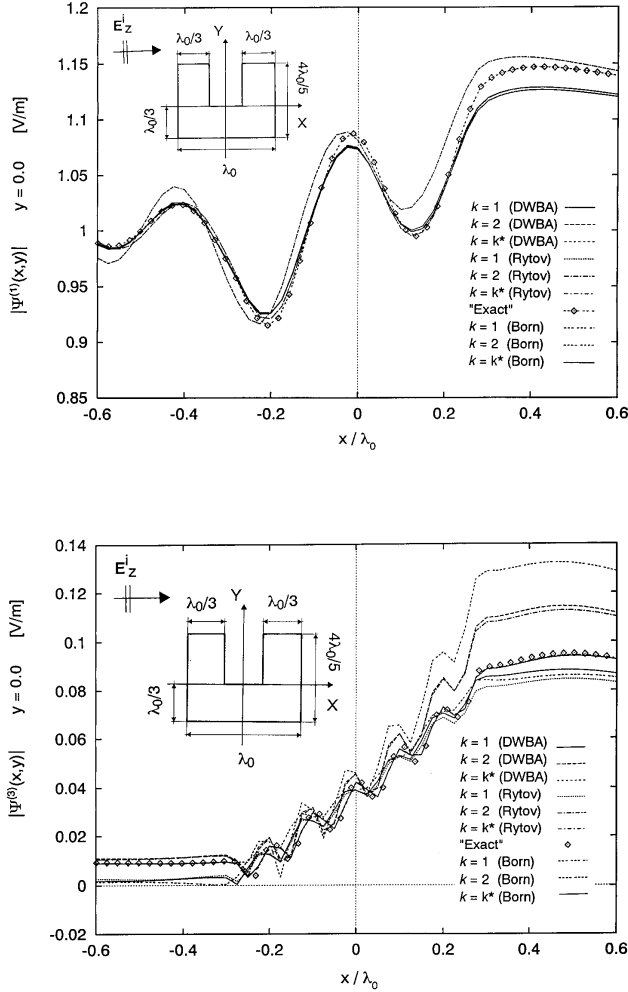 E_z^i
λ₀/3
Y
λ₀/3
4λ₀/5
λ₀/3
X
λ₀
|Ψ⁽¹⁾(x,y)| y = 0.0 [V/m]
1.2
1.15
1.1
1.05
1
0.95
0.9
0.85
k = 1 (DWBA)
k = 2 (DWBA)
k = k* (DWBA)
k = 1 (Rytov)
k = 2 (Rytov)
k = k* (Rytov)
"Exact"
k = 1 (Born)
k = 2 (Born)
k = k* (Born)
-0.6 -0.4 -0.2 0 0.2 0.4 0.6
x / λ₀
E_z^i
λ₀/3
Y
λ₀/3
4λ₀/5
λ₀/3
X
λ₀
|Ψ⁽³⁾(x,y)| y = 0.0 [V/m]
0.14
0.12
0.1
0.08
0.06
0.04
0.02
0
-0.02
k = 1 (DWBA)
k = 2 (DWBA)
k = k* (DWBA)
k = 1 (Rytov)
k = 2 (Rytov)
k = k* (Rytov)
"Exact"
k = 1 (Born)
k = 2 (Born)
k = k* (Born)
-0.6 -0.4 -0.2 0 0.2 0.4 0.6
x / λ₀